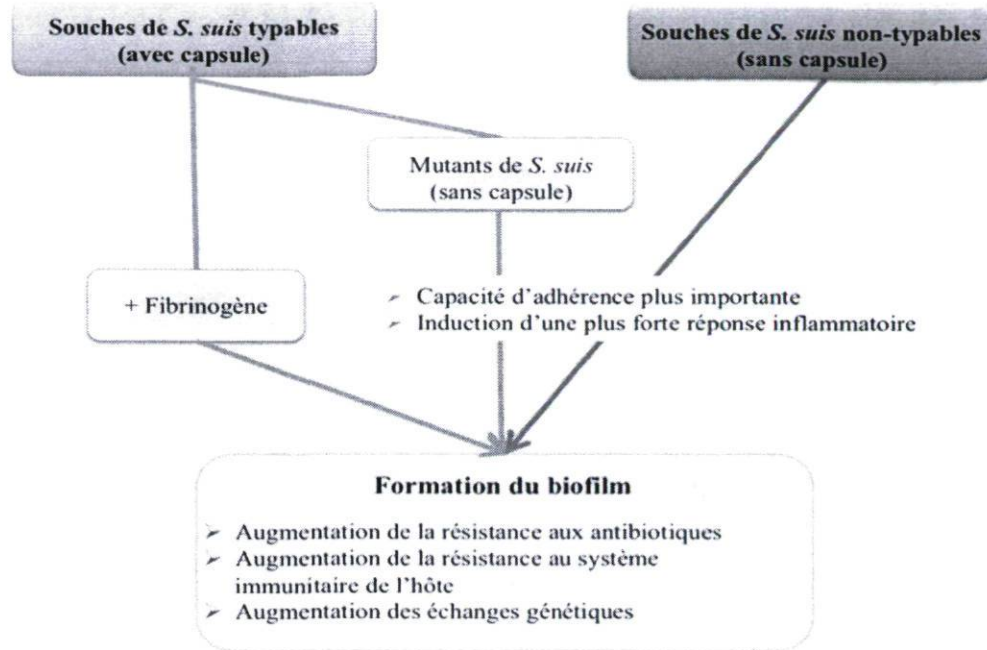 Souches de S. suis typables
(avec capsule)
Souches de S. suis non-typables
(sans capsule)
Mutants de S. suis
(sans capsule)
+ Fibrinogène
➢ Capacité d'adhérence plus importante
➢ Induction d'une plus forte réponse inflammatoire
Formation du biofilm
➢ Augmentation de la résistance aux antibiotiques
➢ Augmentation de la résistance au système
immunitaire de l'hôte
➢ Augmentation des échanges génétiques